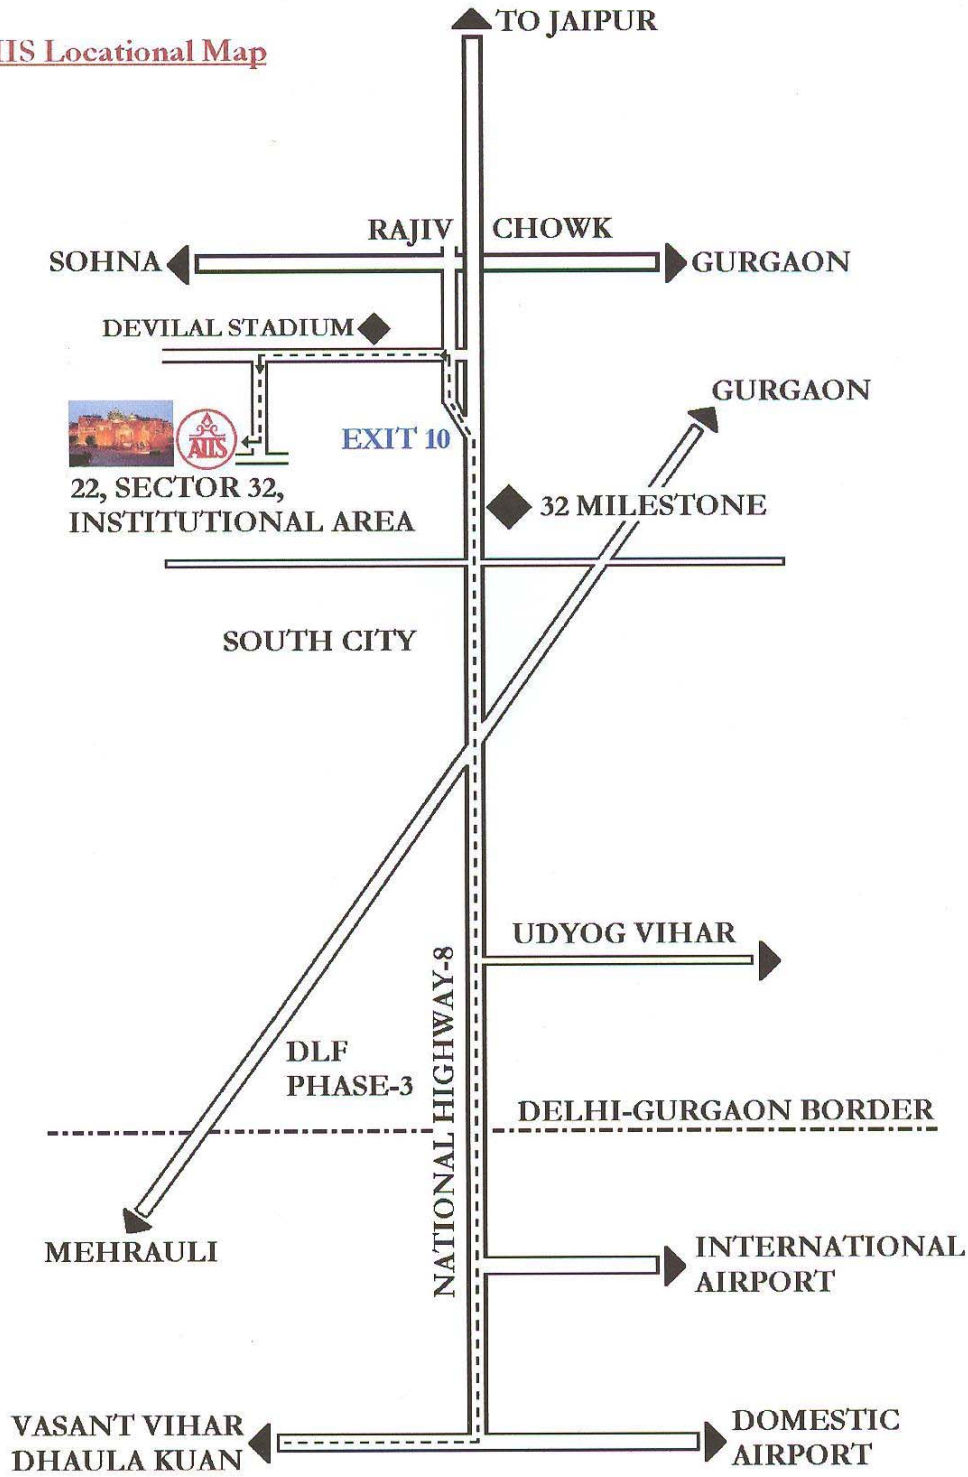 TO JAIPUR
IIS Locational Map
RAJIV CHOWK
SOHNA
GURGAON
DEVILAL STADIUM
GURGAON
EXIT 10
AIIS
22, SECTOR 32,
INSTITUTIONAL AREA
32 MILESTONE
SOUTH CITY
UDYOG VIHAR
NATIONAL HIGHWAY-8
DLF
PHASE-3
DELHI-GURGAON BORDER
MEHRAULI
INTERNATIONAL
AIRPORT
VASANT VIHAR
DHAULA KUAN
DOMESTIC
AIRPORT